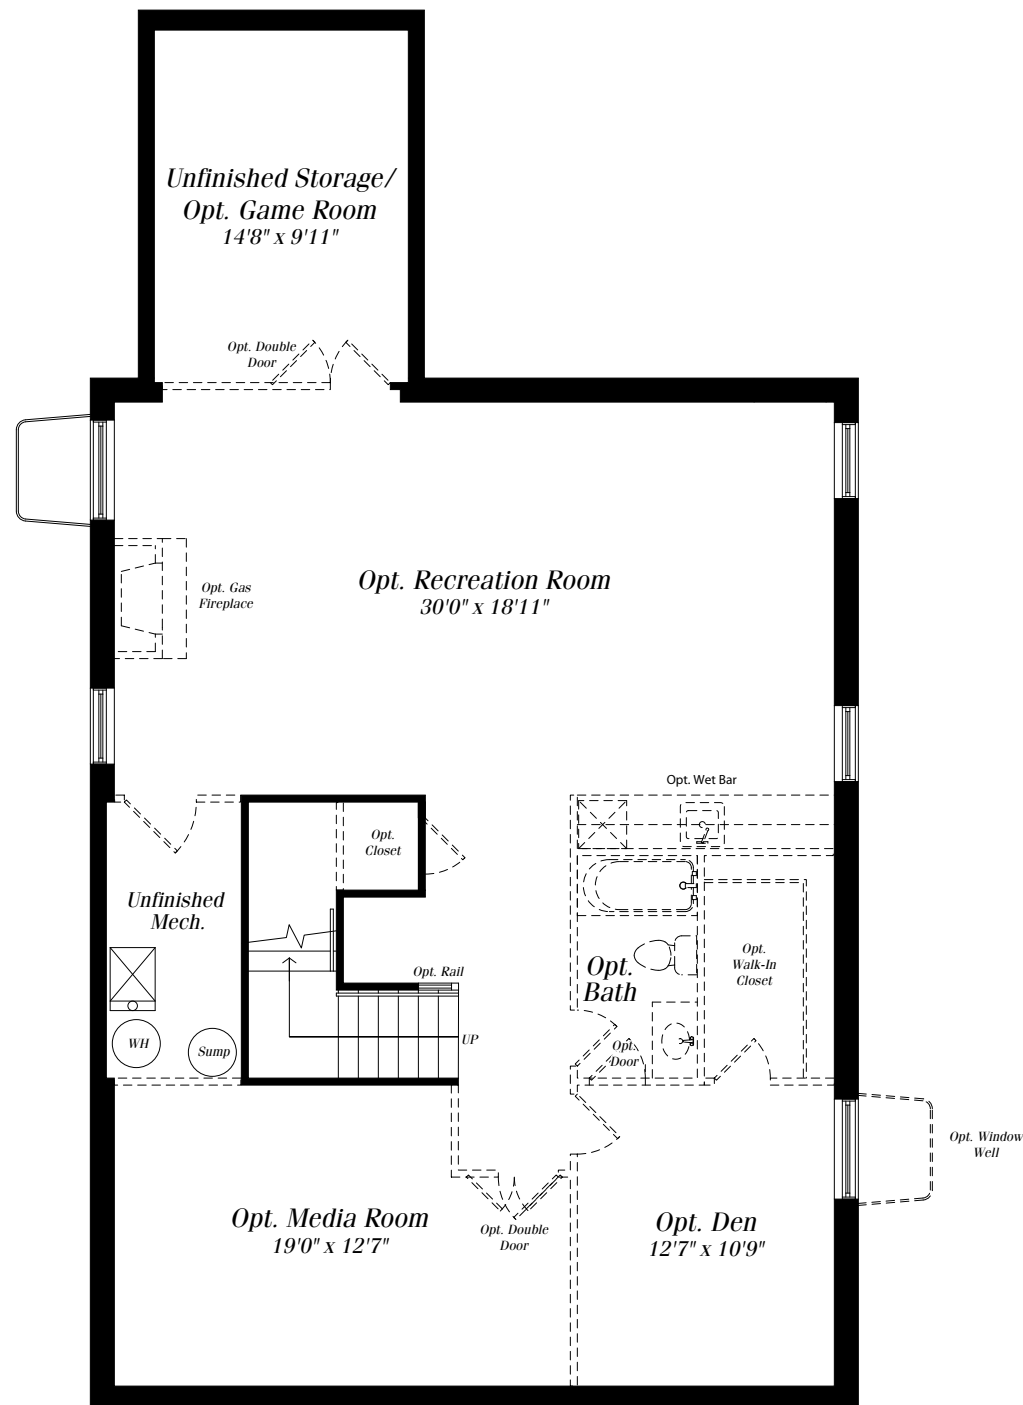 Unfinished Storage/
Opt. Game Room
14'8" x 9'11"
Opt. Double
Door
Opt. Gas
Fireplace
Opt. Recreation Room
30'0" x 18'11"
Opt. Wet Bar
Opt.
Closet
Unfinished
Mech.
Opt.
Walk-In
Closet
Opt. Rail
Opt.
Bath
UP
WH
Sump
Opt.
Door
Opt. Window
Well
Opt. Media Room
19'0" x 12'7"
Opt. Double
Door
Opt. Den
12'7" x 10'9"